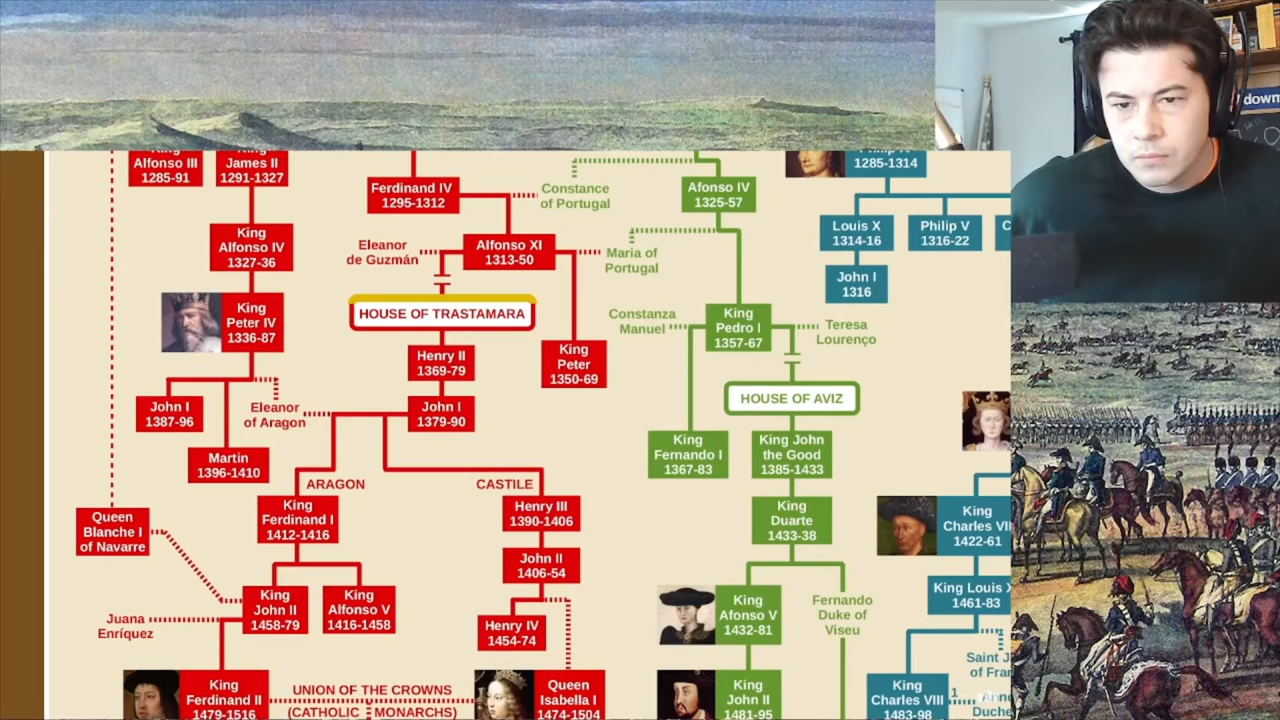 Alfonso III
1285-91
King
James II
1291-1327
Ferdinand IV
1295-1312
Constance
of Portugal
Afonso IV
1325-57
1285-1314
Louis X
1314-16
Philip V
1316-22
John I
1316
King
Alfonso IV
1327-36
Eleanor
de Guzmán
Alfonso XI
1313-50
Maria of
Portugal
King
Peter IV
1336-87
HOUSE OF TRASTAMARA
Constanza
Manuel
King
Pedro I
1357-67
Teresa
Lourenço
Henry II
1369-79
King
Peter
1350-69
HOUSE OF AVIZ
John I
1387-96
Eleanor
of Aragon
John I
1379-90
Martin
1396-1410
King
Fernando I
1367-83
King John
the Good
1385-1433
ARAGON
CASTILE
King
Ferdinand I
1412-1416
Henry III
1390-1406
King
Duarte
1433-38
King
Charles VII
1422-61
Queen
Blanche I
of Navarre
John II
1406-54
King
John II
1458-79
King
Alfonso V
1416-1458
Juana
Enríquez
Henry IV
1454-74
King
Afonso V
1432-81
Fernando
Duke of
Viseu
King Louis X
1461-83
Saint J
of Fran
King
Ferdinand II
1479-1516
UNION OF THE CROWNS
(CATHOLIC MONARCHS)
Queen
Isabella I
1474-1504
King
John II
1481-95
King
Charles VIII
1483-98
1
Anne
Duche
down